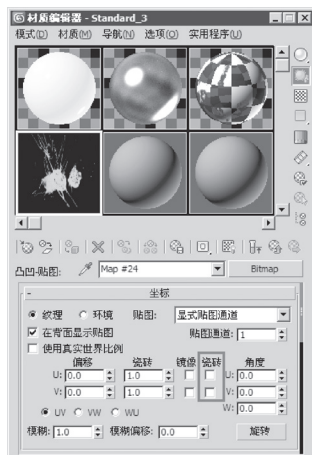 材质编辑器 - Standard_3
模式(D) 材质(M) 导航(N) 选项(O) 实用程序(U)
凹凸-贴图: Map #24 Bitmap
- 坐标
纹理 环境 贴图: 显式贴图通道
在背面显示贴图 贴图通道: 1
使用真实世界比例
偏移 瓷砖 镜像 瓷砖 角度
U: 0.0 1.0 U: 0.0
V: 0.0 1.0 V: 0.0
UV VW WU W: 0.0
模糊: 1.0 模糊偏移: 0.0 旋转